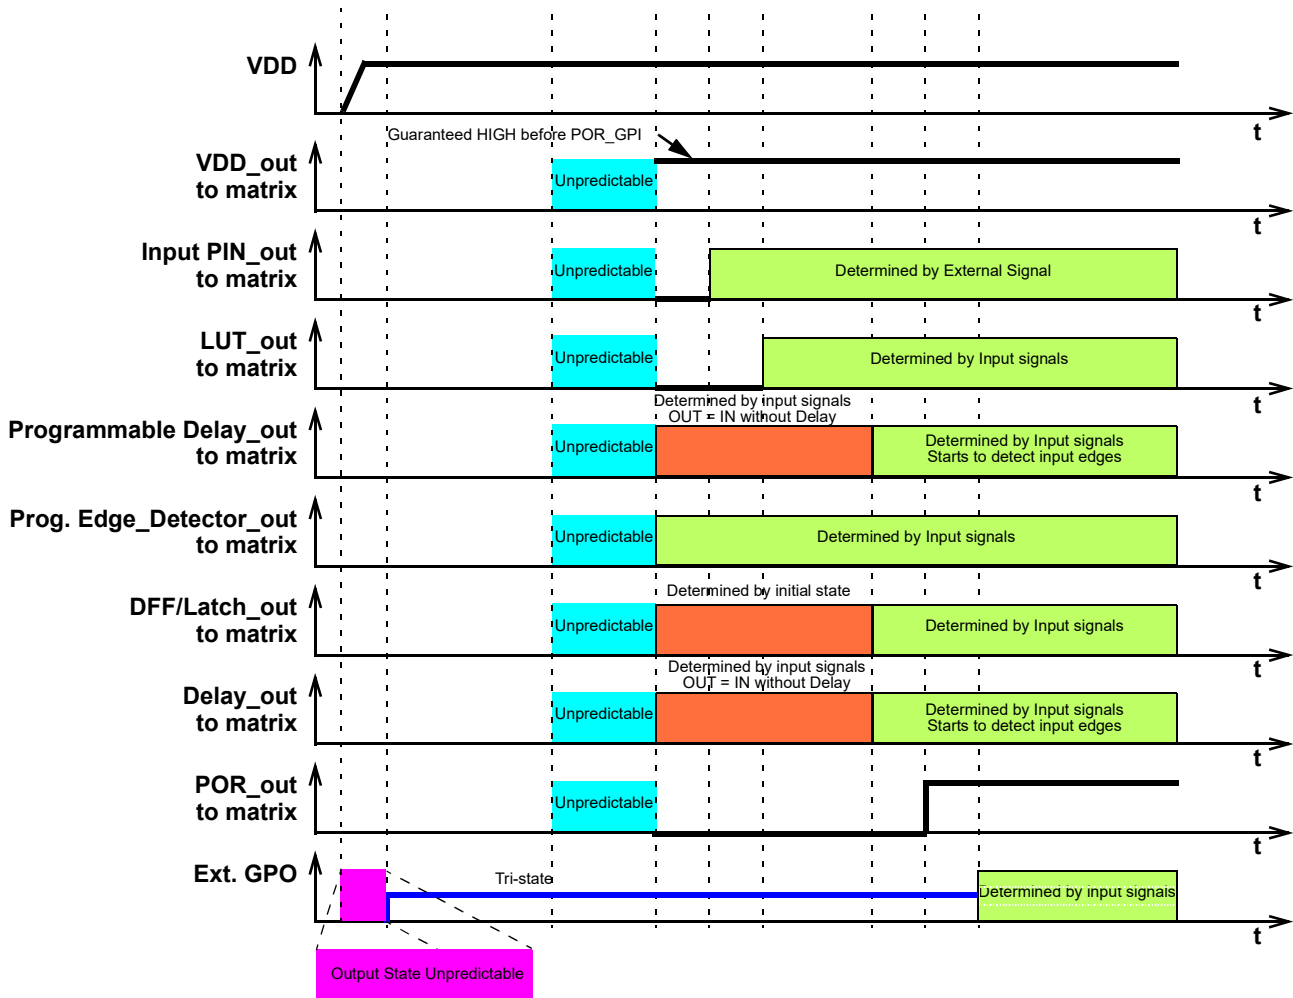 VDD
t
Guaranteed HIGH before POR_GPI
VDD_out
to matrix
Unpredictable
t
Input PIN_out
to matrix
Unpredictable
Determined by External Signal
t
LUT_out
to matrix
Unpredictable
Determined by Input signals
t
Determined by input signals
OUT = IN without Delay
Programmable Delay_out
to matrix
Unpredictable
Determined by Input signals
Starts to detect input edges
t
Prog. Edge_Detector_out
to matrix
Unpredictable
Determined by Input signals
t
Determined by initial state
DFF/Latch_out
to matrix
Unpredictable
Determined by Input signals
t
Determined by input signals
OUT = IN without Delay
Delay_out
to matrix
Unpredictable
Determined by Input signals
Starts to detect input edges
t
POR_out
to matrix
Unpredictable
t
Ext. GPO
Tri-state
Determined by input signals
t
Output State Unpredictable